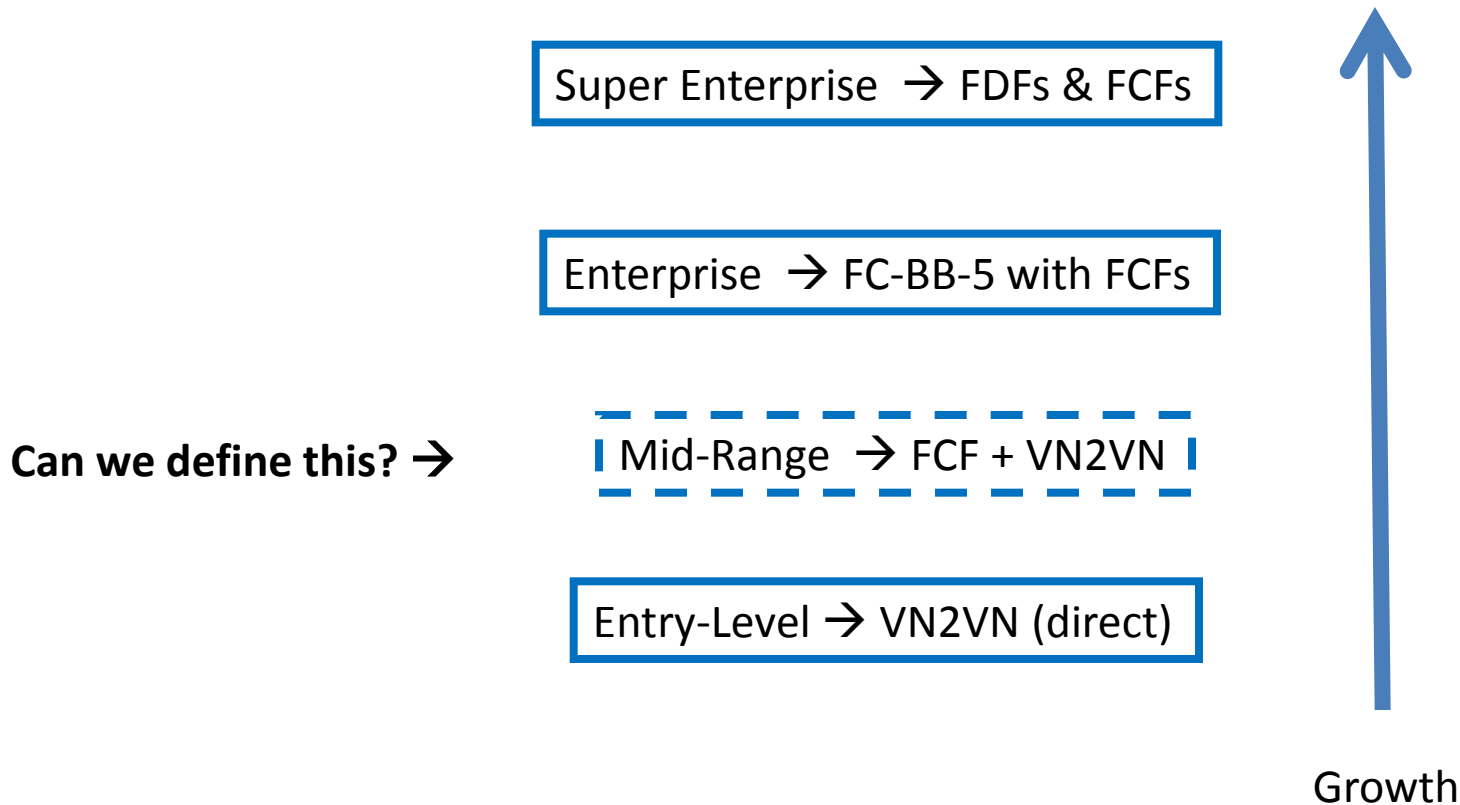 Super Enterprise → FDFs & FCFs
Enterprise → FC-BB-5 with FCFs
Can we define this? →
Mid-Range → FCF + VN2VN
Entry-Level → VN2VN (direct)
Growth